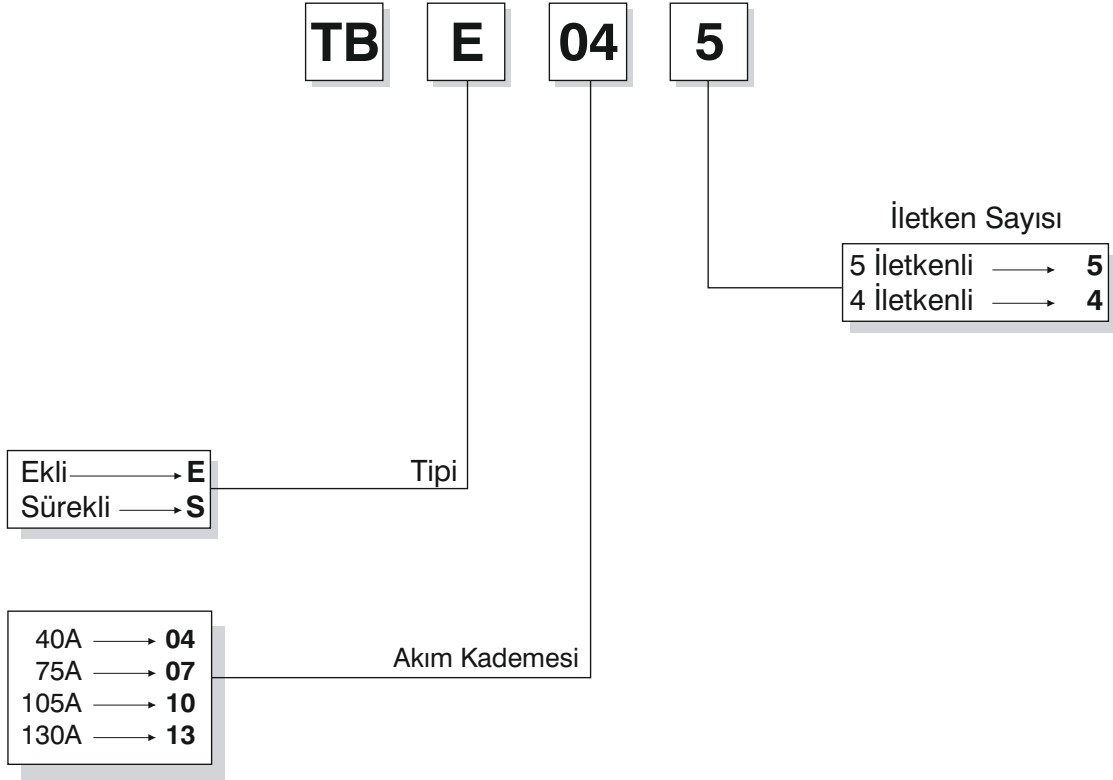 TB E 04 5
İletken Sayısı
5 İletkenli → 5
4 İletkenli → 4
Ekli → E
Sürekli → S
Tipi
40A → 04
75A → 07
105A → 10
130A → 13
Akım Kademesi